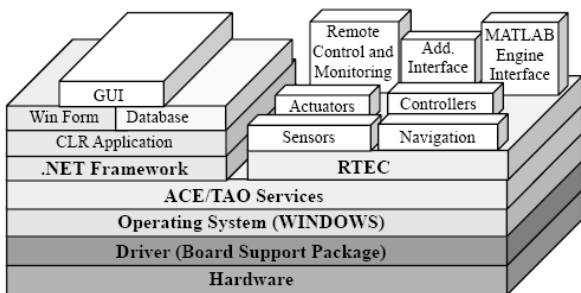 Remote
Control and
Monitoring
Add.
Interface
MATLAB
Engine
Interface
GUI
Actuators
Controllers
Win Form
Database
Sensors
Navigation
CLR Application
.NET Framework
RTEC
ACE/TAO Services
Operating System (WINDOWS)
Driver (Board Support Package)
Hardware